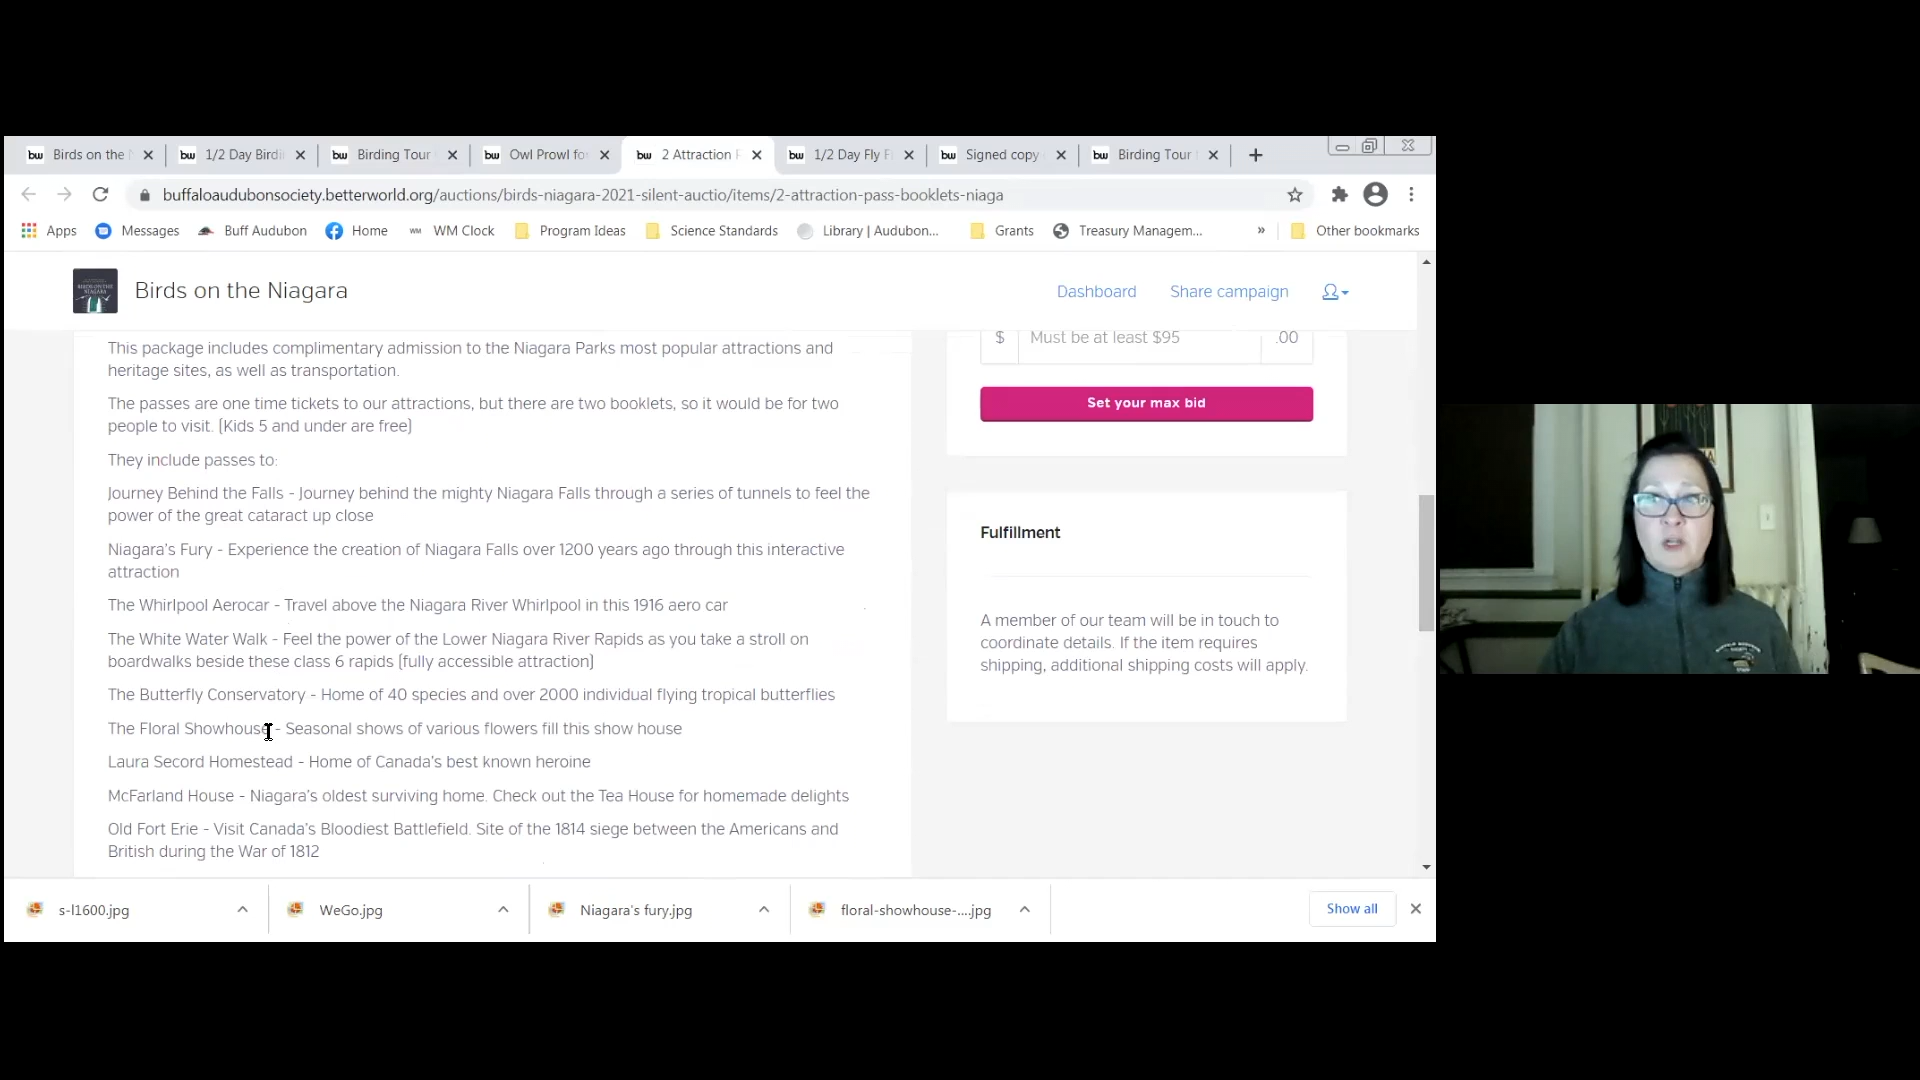 bw Birds on the
bw 1/2 Day Birdi
bw Birding Tour
bw Owl Prowl fo
bw 2 Attraction P
bw 1/2 Day Fly F
bw Signed copy
bw Birding Tour
buffaloaudubonsociety.betterworld.org/auctions/birds-niagara-2021-silent-auctio/items/2-attraction-pass-booklets-niaga
Apps Messages Buff Audubon Home WM Clock Program Ideas Science Standards Library | Audubon... Grants Treasury Managem... » Other bookmarks
Birds on the Niagara
Dashboard Share campaign
This package includes complimentary admission to the Niagara Parks most popular attractions and
heritage sites, as well as transportation.
The passes are one time tickets to our attractions, but there are two booklets, so it would be for two
people to visit. (Kids 5 and under are free)
They include passes to:
Journey Behind the Falls - Journey behind the mighty Niagara Falls through a series of tunnels to feel the
power of the great cataract up close
Niagara's Fury - Experience the creation of Niagara Falls over 1200 years ago through this interactive
attraction
The Whirlpool Aerocar - Travel above the Niagara River Whirlpool in this 1916 aero car
The White Water Walk - Feel the power of the Lower Niagara River Rapids as you take a stroll on
boardwalks beside these class 6 rapids (fully accessible attraction)
The Butterfly Conservatory - Home of 40 species and over 2000 individual flying tropical butterflies
The Floral Showhouse - Seasonal shows of various flowers fill this show house
Laura Secord Homestead - Home of Canada's best known heroine
McFarland House - Niagara's oldest surviving home. Check out the Tea House for homemade delights
Old Fort Erie - Visit Canada's Bloodiest Battlefield. Site of the 1814 siege between the Americans and
British during the War of 1812
$ Must be at least $95 .00
Set your max bid
Fulfillment
A member of our team will be in touch to
coordinate details. If the item requires
shipping, additional shipping costs will apply.
s-l1600.jpg
WeGo.jpg
Niagara's fury.jpg
floral-showhouse-....jpg
Show all